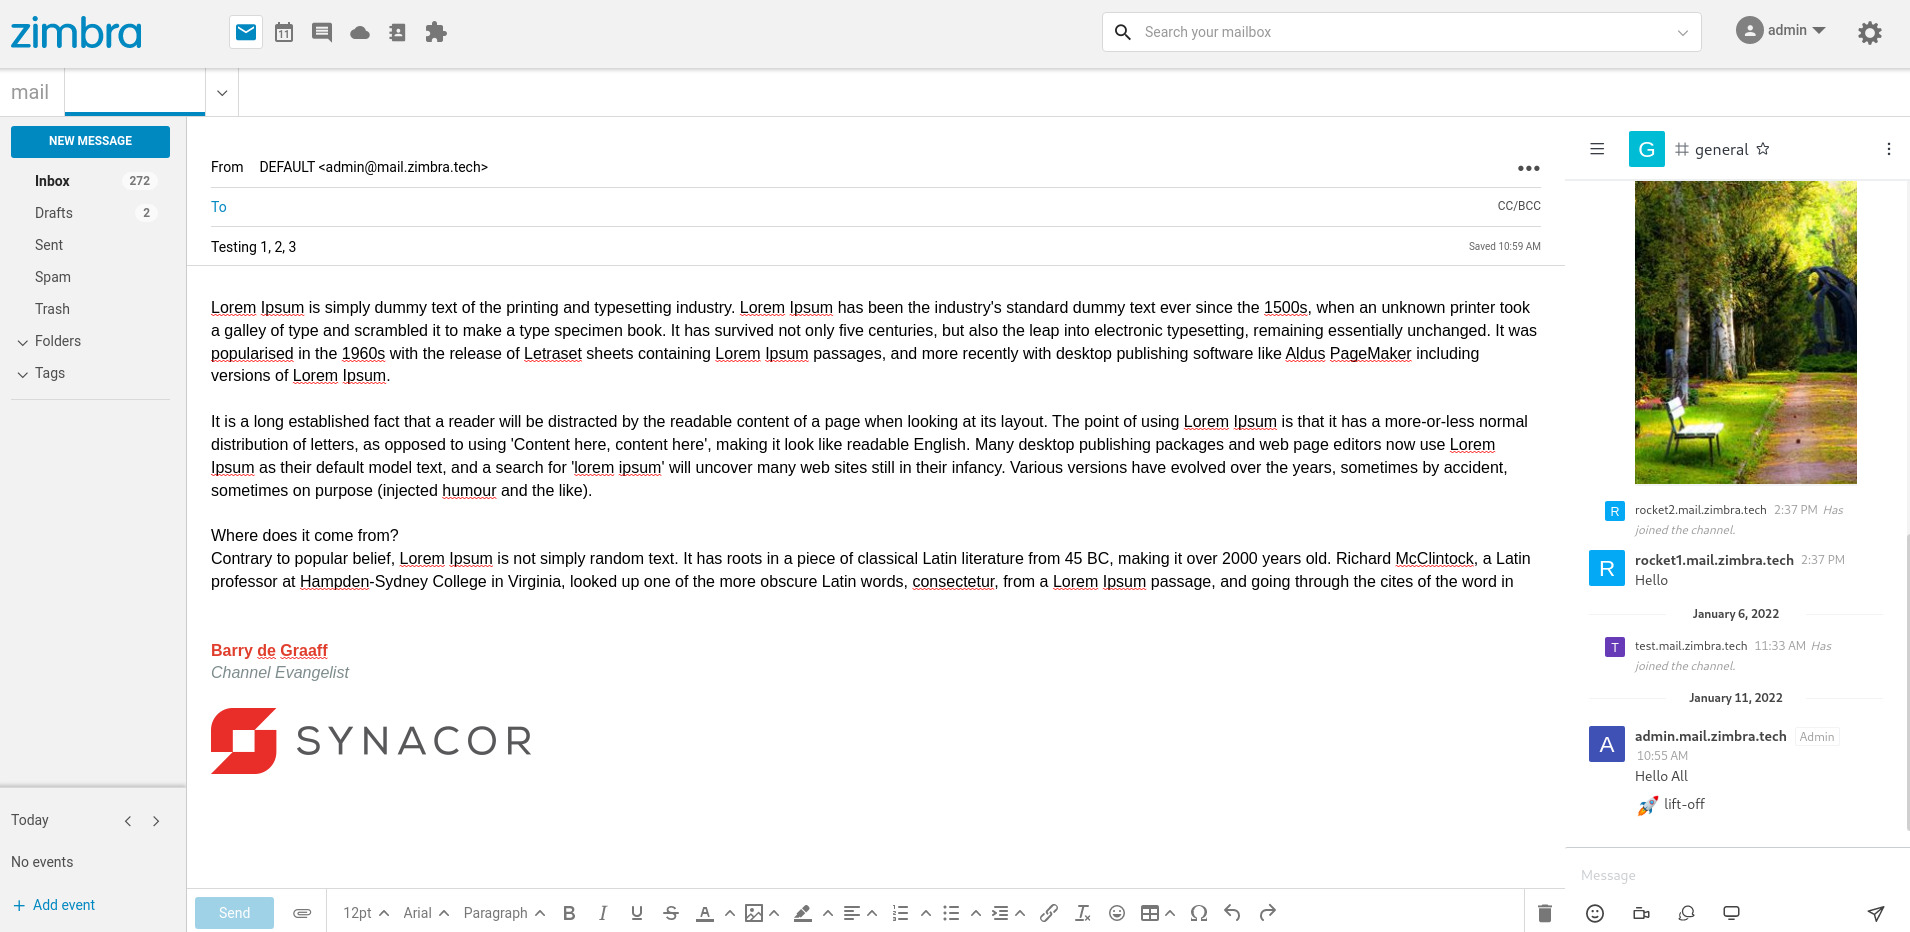 zimbra
11
Search your mailbox
admin
mail
NEW MESSAGE
Inbox 272
Drafts 2
Sent
Spam
Trash
Folders
Tags
Today
No events
Add event
From DEFAULT <admin@mail.zimbra.tech>
To CC/BCC
Testing 1, 2, 3 Saved 10:59 AM
Lorem Ipsum is simply dummy text of the printing and typesetting industry. Lorem Ipsum has been the industry's standard dummy text ever since the 1500s, when an unknown printer took
a galley of type and scrambled it to make a type specimen book. It has survived not only five centuries, but also the leap into electronic typesetting, remaining essentially unchanged. It was
popularised in the 1960s with the release of Letraset sheets containing Lorem Ipsum passages, and more recently with desktop publishing software like Aldus PageMaker including
versions of Lorem Ipsum.
It is a long established fact that a reader will be distracted by the readable content of a page when looking at its layout. The point of using Lorem Ipsum is that it has a more-or-less normal
distribution of letters, as opposed to using 'Content here, content here', making it look like readable English. Many desktop publishing packages and web page editors now use Lorem
Ipsum as their default model text, and a search for 'lorem ipsum' will uncover many web sites still in their infancy. Various versions have evolved over the years, sometimes by accident,
sometimes on purpose (injected humour and the like).
Where does it come from?
Contrary to popular belief, Lorem Ipsum is not simply random text. It has roots in a piece of classical Latin literature from 45 BC, making it over 2000 years old. Richard McClintock, a Latin
professor at Hampden-Sydney College in Virginia, looked up one of the more obscure Latin words, consectetur, from a Lorem Ipsum passage, and going through the cites of the word in
Barry de Graaff
Channel Evangelist
SYNACOR
Send 12pt Arial Paragraph B I U S A
G # general
R rocket2.mail.zimbra.tech 2:37 PM Has
joined the channel.
R rocket1.mail.zimbra.tech 2:37 PM
Hello
January 6, 2022
T test.mail.zimbra.tech 11:33 AM Has
joined the channel.
January 11, 2022
A admin.mail.zimbra.tech Admin
10:55 AM
Hello All
🚀 lift-off
Message